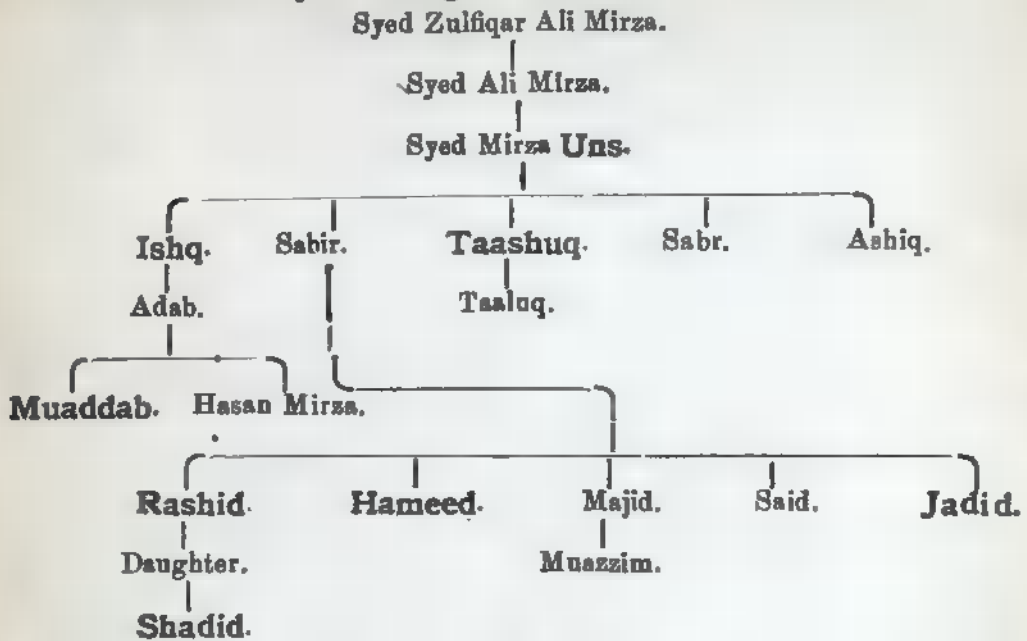 Syed Zulfiqar Ali Mirza.
Syed Ali Mirza.
Syed Mirza Uns.
Ishq. Sabir. Taashuq. Sabr. Ashiq.
Adab. Taaluq.
Muaddab. Hasan Mirza.
Rashid. Hameed. Majid. Said. Jadid.
Daughter. Muazzim.
Shadid.